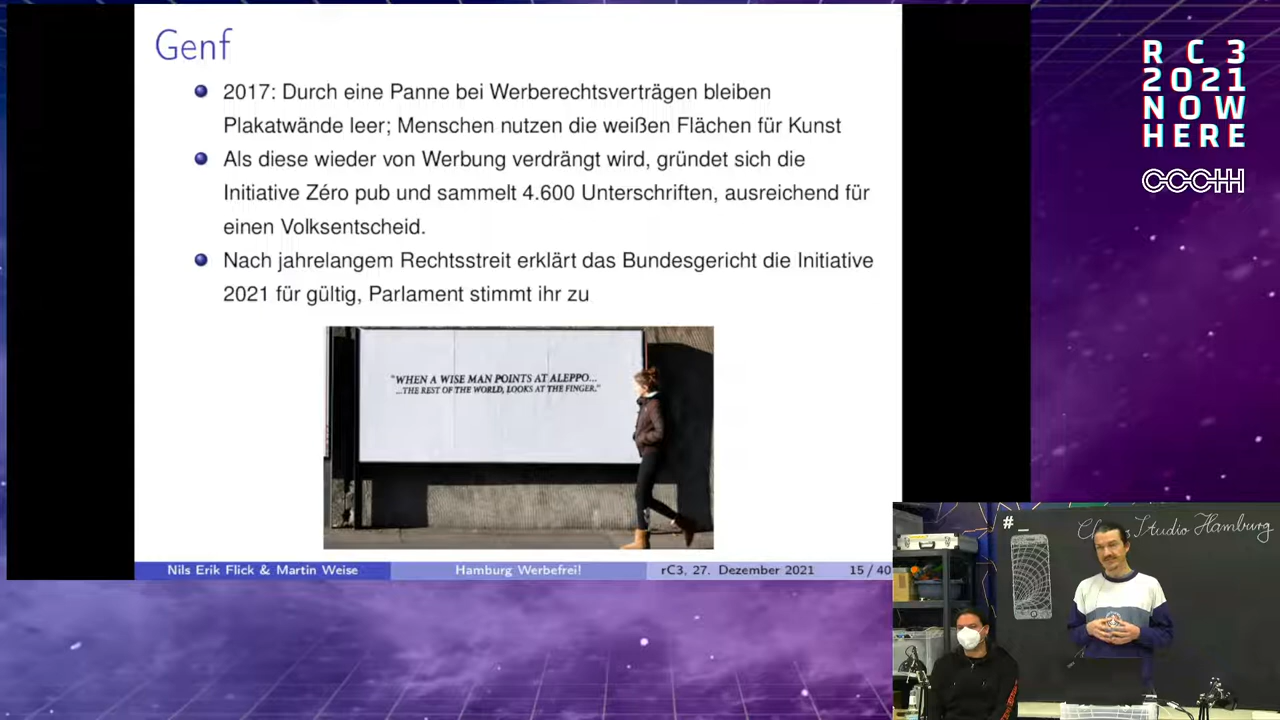 Genf
2017: Durch eine Panne bei Werberechtsverträgen bleiben
Plakatwände leer; Menschen nutzen die weißen Flächen für Kunst
Als diese wieder von Werbung verdrängt wird, gründet sich die
Initiative Zéro pub und sammelt 4.600 Unterschriften, ausreichend für
einen Volksentscheid.
Nach jahrelangem Rechtsstreit erklärt das Bundesgericht die Initiative
2021 für gültig, Parlament stimmt ihr zu
"WHEN A WISE MAN POINTS AT ALEPPO...
...THE REST OF THE WORLD, LOOKS AT THE FINGER."
Nils Erik Flick & Martin Weise
Hamburg Werbefrei!
rC3, 27. Dezember 2021
15 / 40
RC3
2021
NOW
HERE
CCCHH
#_
Studio Hamburg